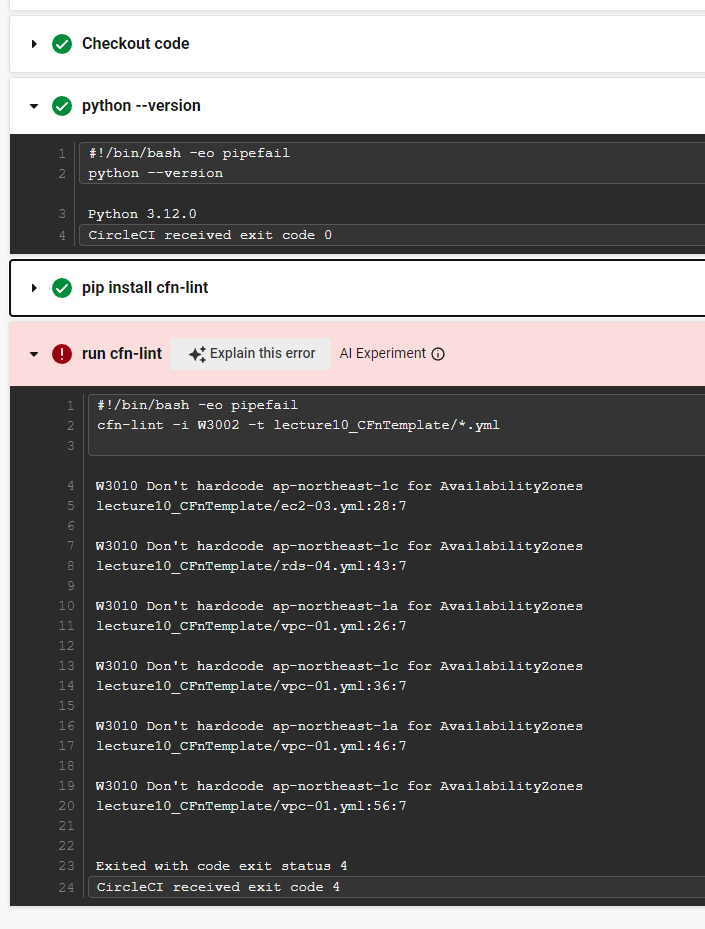 Checkout code
python --version
1 #!/bin/bash -eo pipefail
2 python --version
3 Python 3.12.0
4 CircleCI received exit code 0
pip install cfn-lint
run cfn-lint Explain this error AI Experiment
1 #!/bin/bash -eo pipefail
2 cfn-lint -i W3002 -t lecture10_CFnTemplate/*.yml
3
4 W3010 Don't hardcode ap-northeast-1c for AvailabilityZones
5 lecture10_CFnTemplate/ec2-03.yml:28:7
6
7 W3010 Don't hardcode ap-northeast-1c for AvailabilityZones
8 lecture10_CFnTemplate/rds-04.yml:43:7
9
10 W3010 Don't hardcode ap-northeast-1a for AvailabilityZones
11 lecture10_CFnTemplate/vpc-01.yml:26:7
12
13 W3010 Don't hardcode ap-northeast-1c for AvailabilityZones
14 lecture10_CFnTemplate/vpc-01.yml:36:7
15
16 W3010 Don't hardcode ap-northeast-1a for AvailabilityZones
17 lecture10_CFnTemplate/vpc-01.yml:46:7
18
19 W3010 Don't hardcode ap-northeast-1c for AvailabilityZones
20 lecture10_CFnTemplate/vpc-01.yml:56:7
21
22
23 Exited with code exit status 4
24 CircleCI received exit code 4